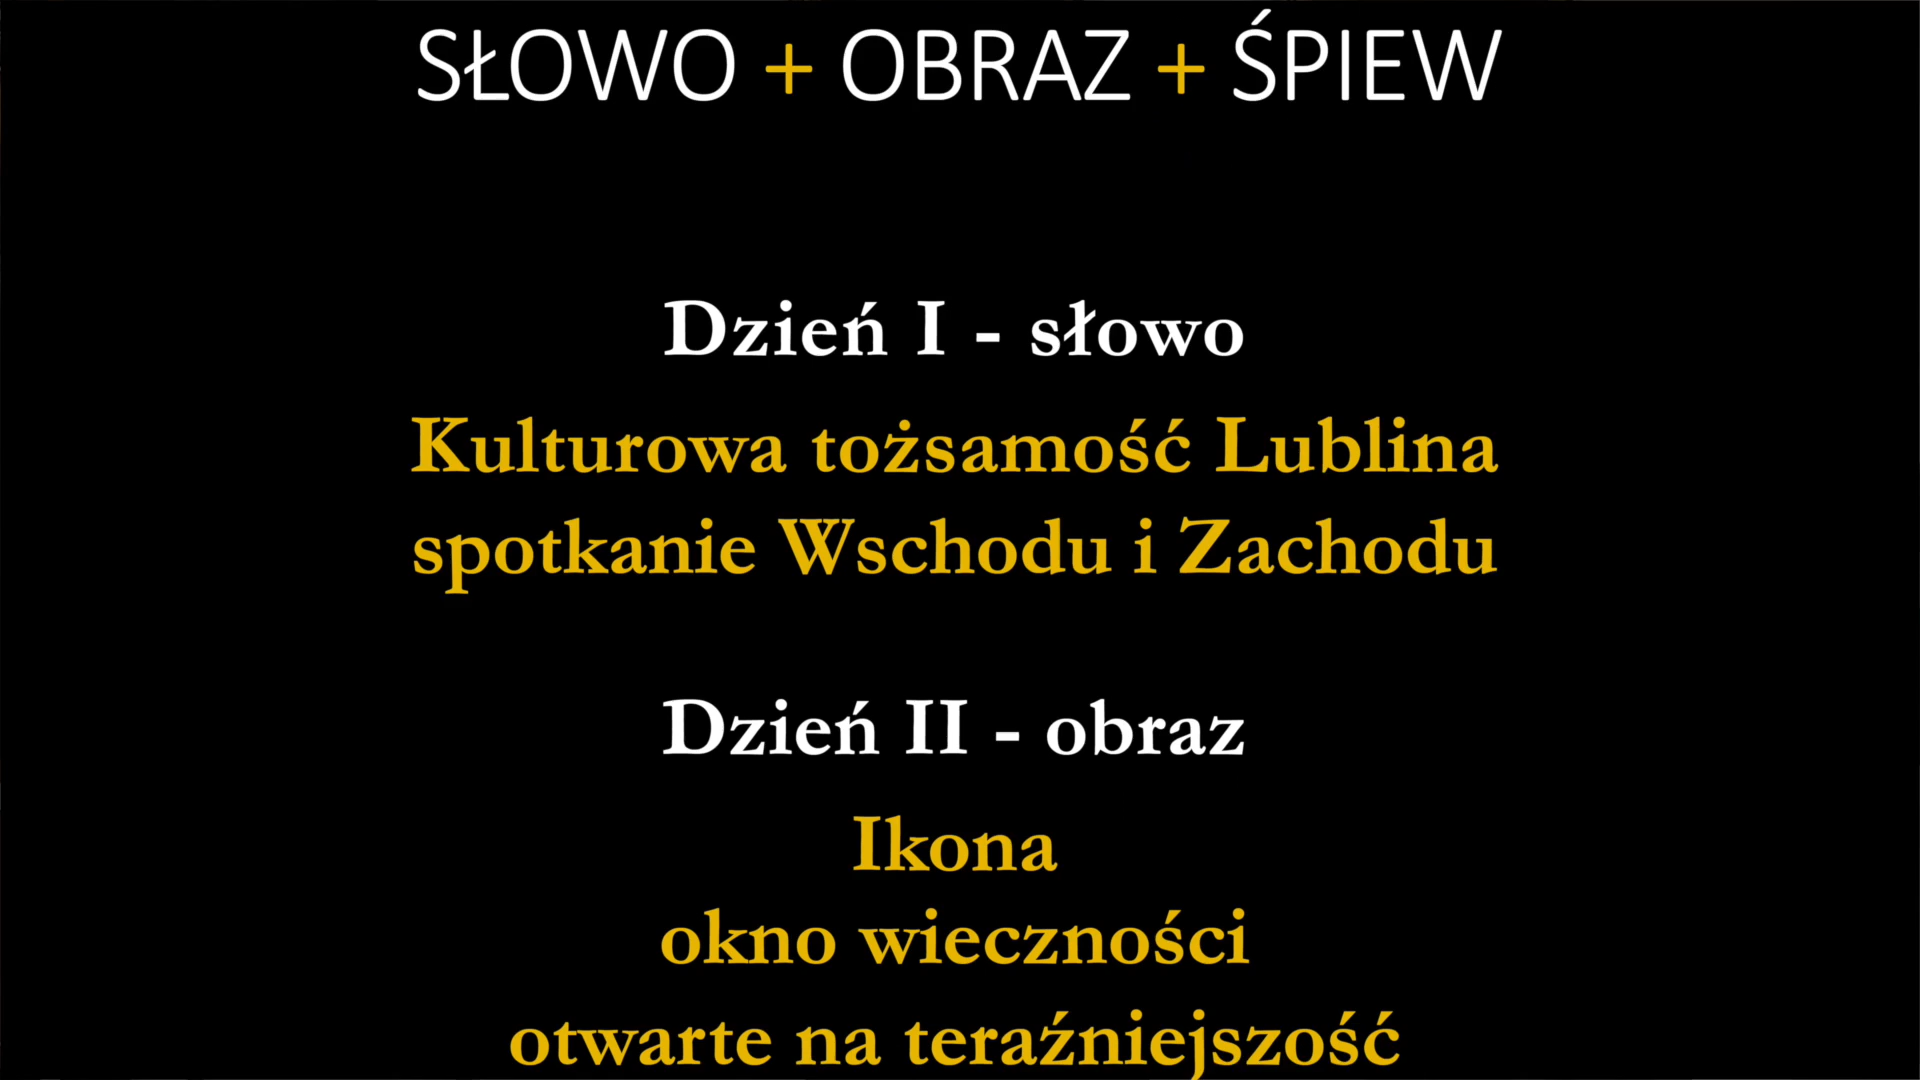 SŁOWO + OBRAZ + ŚPIEW
Dzień I - słowo
Kulturowa tożsamość Lublina
spotkanie Wschodu i Zachodu
Dzień II - obraz
Ikona
okno wieczności
otwarte na teraźniejszość